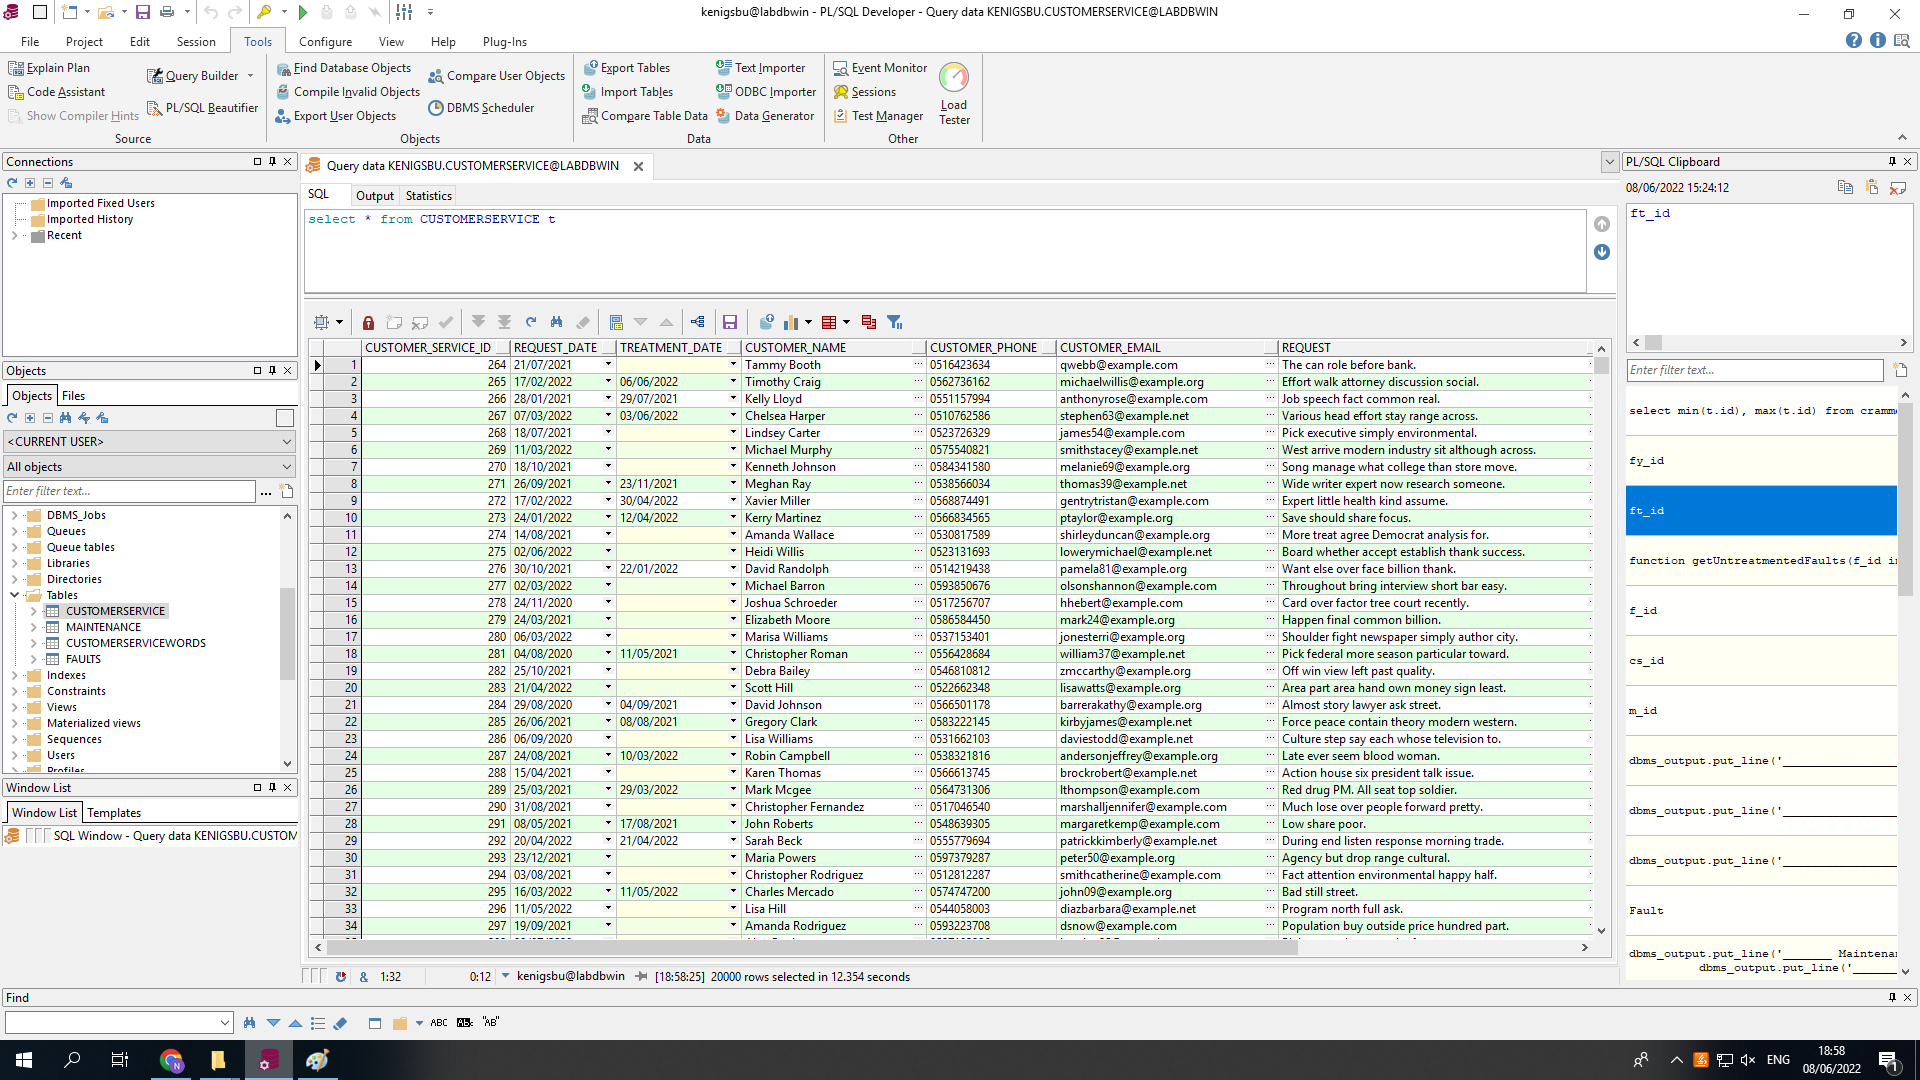 kenigsbu@labdbwin - PL/SQL Developer - Query data KENIGSBU.CUSTOMERSERVICE@LABDBWIN
File Project Edit Session Tools Configure View Help Plug-Ins
Explain Plan
Code Assistant
Show Compiler Hints
Query Builder
PL/SQL Beautifier
Source
Find Database Objects
Compile Invalid Objects
Export User Objects
Compare User Objects
DBMS Scheduler
Objects
Export Tables
Import Tables
Compare Table Data
Text Importer
ODBC Importer
Data Generator
Data
Event Monitor
Sessions
Test Manager
Load
Tester
Other
Connections
Imported Fixed Users
Imported History
Recent
Objects
Objects Files
<CURRENT USER>
All objects
Enter filter text...
DBMS_Jobs
Queues
Queue tables
Libraries
Directories
Tables
CUSTOMERSERVICE
MAINTENANCE
CUSTOMERSERVICEWORDS
FAULTS
Indexes
Constraints
Views
Materialized views
Sequences
Users
Profiles
Window List
Window List Templates
SQL Window - Query data KENIGSBU.CUSTOM
Query data KENIGSBU.CUSTOMERSERVICE@LABDBWIN
SQL Output Statistics
select * from CUSTOMERSERVICE t
CUSTOMER_SERVICE_ID REQUEST_DATE TREATMENT_DATE CUSTOMER_NAME CUSTOMER_PHONE CUSTOMER_EMAIL REQUEST
1 264 21/07/2021 Tammy Booth 0516423634 qwebb@example.com The can role before bank.
2 265 17/02/2022 06/06/2022 Timothy Craig 0562736162 michaelwillis@example.org Effort walk attorney discussion social.
3 266 28/01/2021 29/07/2021 Kelly Lloyd 0551157994 anthonyrose@example.com Job speech fact common real.
4 267 07/03/2022 03/06/2022 Chelsea Harper 0510762586 stephen63@example.net Various head effort stay range across.
5 268 18/07/2021 Lindsey Carter 0523726329 james54@example.com Pick executive simply environmental.
6 269 11/03/2022 Michael Murphy 0575540821 smithstacey@example.net West arrive modern industry sit although across.
7 270 18/10/2021 Kenneth Johnson 0584341580 melanie69@example.org Song manage what college than store move.
8 271 26/09/2021 23/11/2021 Meghan Ray 0538566034 thomas39@example.net Wide writer expert now research someone.
9 272 17/02/2022 30/04/2022 Xavier Miller 0568874491 gentrytristan@example.com Expert little health kind assume.
10 273 24/01/2022 12/04/2022 Kerry Martinez 0566834565 ptaylor@example.org Save should share focus.
11 274 14/08/2021 Amanda Wallace 0530817589 shirleyduncan@example.org More treat agree Democrat analysis for.
12 275 02/06/2022 Heidi Willis 0523131693 lowerymichael@example.net Board whether accept establish thank success.
13 276 30/10/2021 22/01/2022 David Randolph 0514219438 pamela81@example.org Want else over face billion thank.
14 277 02/03/2022 Michael Barron 0593850676 olsonshannon@example.com Throughout bring interview short bar easy.
15 278 24/11/2020 Joshua Schroeder 0517256707 hhebert@example.com Card over factor tree court recently.
16 279 24/03/2021 Elizabeth Moore 0586584450 mark24@example.org Happen final common billion.
17 280 06/03/2022 Marisa Williams 0537153401 jonesterri@example.org Shoulder fight newspaper simply author city.
18 281 04/08/2020 11/05/2021 Christopher Roman 0556428684 william37@example.net Pick federal more season particular toward.
19 282 25/10/2021 Debra Bailey 0546810812 zmccarthy@example.org Off win view left past quality.
20 283 21/04/2022 Scott Hill 0522662348 lisawatts@example.org Area part area hand own money sign least.
21 284 29/08/2020 04/09/2021 David Johnson 0566501178 barrerakathy@example.org Almost story lawyer ask street.
22 285 26/06/2021 08/08/2021 Gregory Clark 0583222145 kirbyjames@example.net Force peace contain theory modern western.
23 286 06/09/2020 Lisa Williams 0531662103 daviestodd@example.net Culture step say each whose television to.
24 287 24/08/2021 10/03/2022 Robin Campbell 0538321816 andersonjeffrey@example.org Late ever seem blood woman.
25 288 15/04/2021 Karen Thomas 0566613745 brockrobert@example.net Action house six president talk issue.
26 289 25/03/2021 29/03/2022 Mark Mcgee 0564731306 lthompson@example.com Red drug PM. All seat top soldier.
27 290 31/08/2021 Christopher Fernandez 0517046540 marshalljennifer@example.com Much lose over people forward pretty.
28 291 08/05/2021 17/08/2021 John Roberts 0548639305 margaretkemp@example.com Low share poor.
29 292 20/04/2022 21/04/2022 Sarah Beck 0555779694 patrickkimberly@example.net During end listen response morning trade.
30 293 23/12/2021 Maria Powers 0597379287 peter50@example.org Agency but drop range cultural.
31 294 03/08/2021 Christopher Rodriguez 0512812287 smithcatherine@example.com Fact attention environmental happy half.
32 295 16/03/2022 11/05/2022 Charles Mercado 0574747200 john09@example.org Bad still street.
33 296 11/05/2022 Lisa Hill 0544058003 diazbarbara@example.net Program north full ask.
34 297 19/09/2021 Amanda Rodriguez 0593223708 dsnow@example.com Population buy outside price hundred part.
& 1:32 0:12 kenigsbu@labdbwin [18:58:25] 20000 rows selected in 12.354 seconds
PL/SQL Clipboard
08/06/2022 15:24:12
ft_id
Enter filter text...
select min(t.id), max(t.id) from cramme
fy_id
ft_id
function getUntreatmentedFaults(f_id in
f_id
cs_id
m_id
dbms_output.put_line('___________________
dbms_output.put_line('___________________
dbms_output.put_line('___________________
Fault
dbms_output.put_line('_______ Maintenan
dbms_output.put_line('______
Find
ABC AB "AB"
ENG
18:58
08/06/2022
1